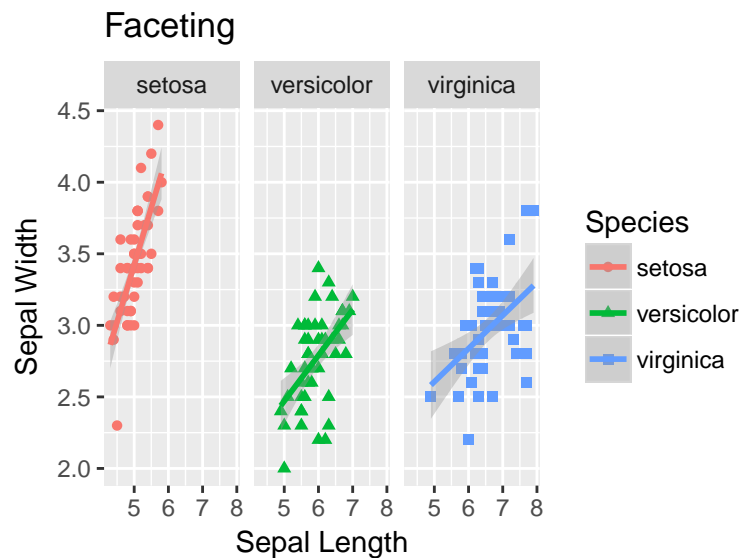 Faceting
setosa
versicolor
virginica
4.5
4.0
3.5
3.0
2.5
2.0
Sepal Width
5 6 7 8
5 6 7 8
5 6 7 8
Sepal Length
Species
setosa
versicolor
virginica